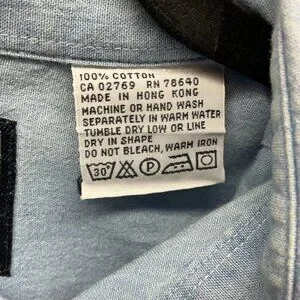 100% COTTON
CA 02769 RN 78640
MADE IN HONG KONG
MACHINE OR HAND WASH
SEPARATELY IN WARM WATER
TUMBLE DRY LOW OR LINE
DRY IN SHAPE
DO NOT BLEACH, WARM IRON
30° P